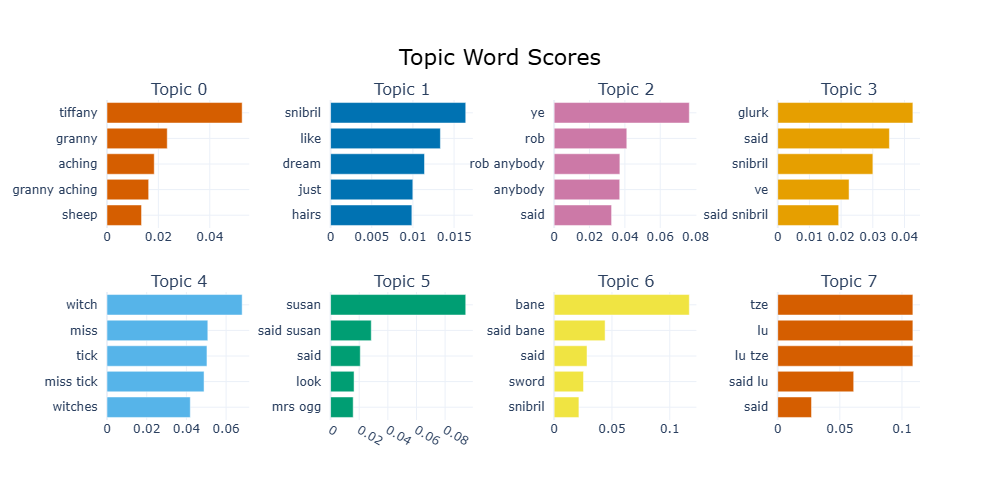 Topic Word Scores
Topic 0
tiffany
granny
aching
granny aching
sheep
0 0.02 0.04
Topic 1
snibril
like
dream
just
hairs
0 0.005 0.01 0.015
Topic 2
ye
rob
rob anybody
anybody
said
0 0.02 0.04 0.06 0.08
Topic 3
glurk
said
snibril
ve
said snibril
0 0.01 0.02 0.03 0.04
Topic 4
witch
miss
tick
miss tick
witches
0 0.02 0.04 0.06
Topic 5
susan
said susan
said
look
mrs ogg
0 0.02 0.04 0.06 0.08
Topic 6
bane
said bane
said
sword
snibril
0 0.05 0.1
Topic 7
tze
lu
lu tze
said lu
said
0 0.05 0.1